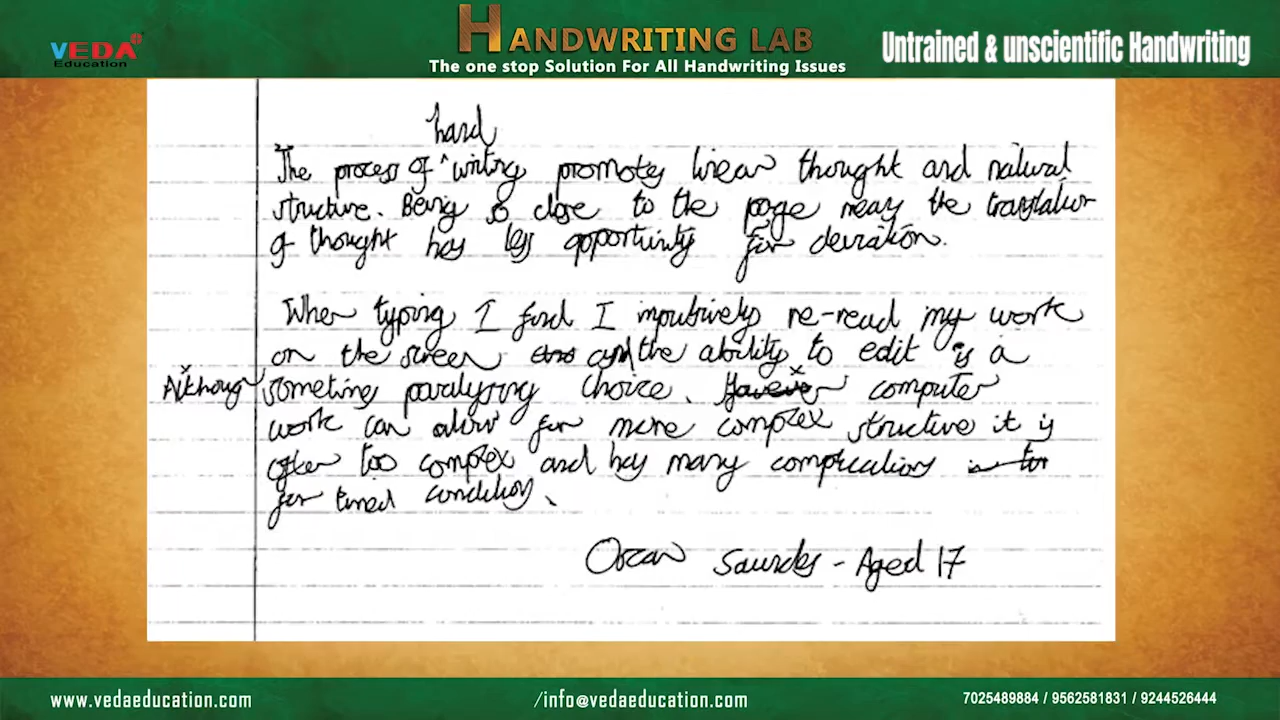 VEDA
Education
HANDWRITING LAB
The one stop Solution For All Handwriting Issues
Untrained & unscientific Handwriting
hand
The process of ^ writing promotes linear thought and natural
structure. Being so close to the page means the translation
of thought has less opportunity for deviation.
When typing I find I impulsively re-read my work
on the screen and the ability to edit is a
Although sometimes paralysing choice. However computer
work can allow for more complex structure it is
often too complex and has many complications is for
for timed conditions.
Saunders - Aged 17
www.vedaeducation.com
/info@vedaeducation.com
7025489884 / 9562581831 / 9244526444